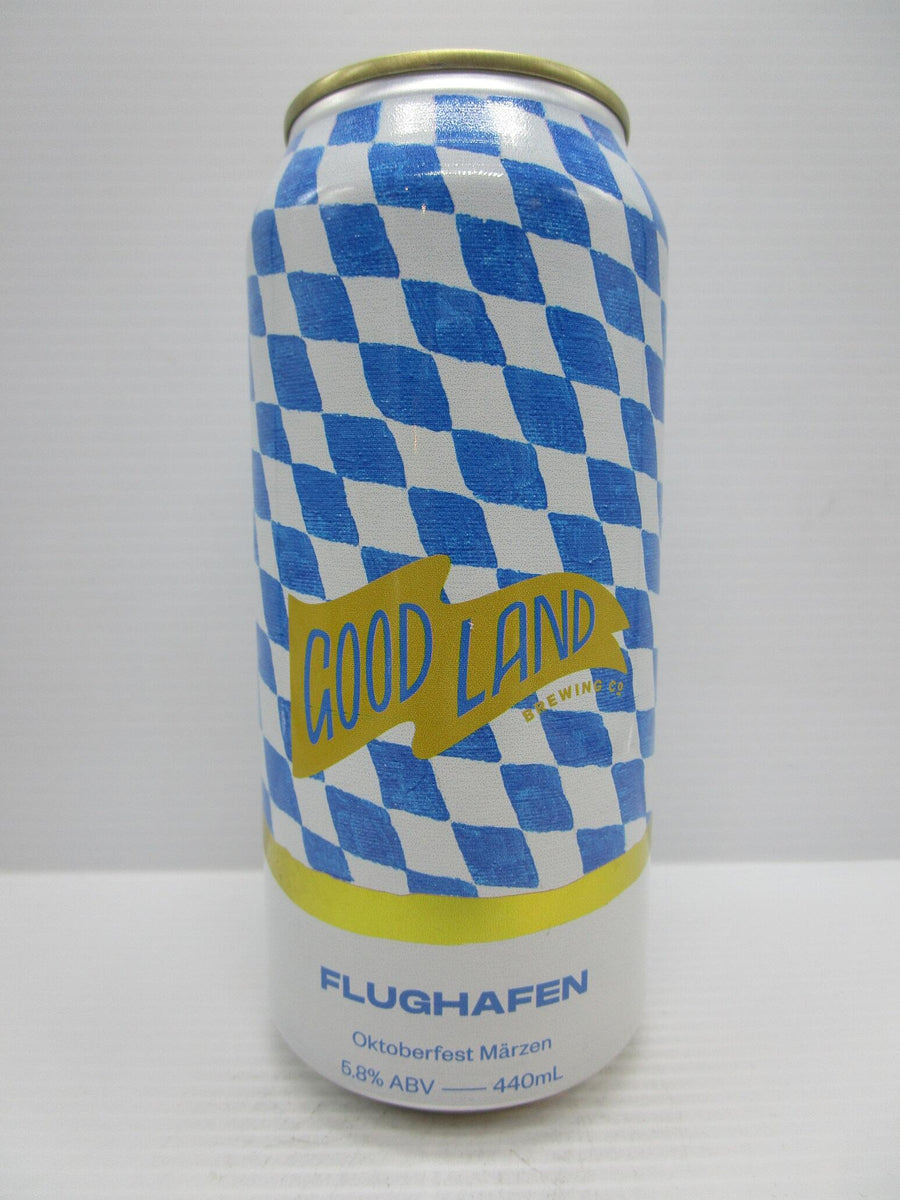 GOOD LAND
BREWING CO
FLUGHAFEN
Oktoberfest Märzen
5.8% ABV — 440mL